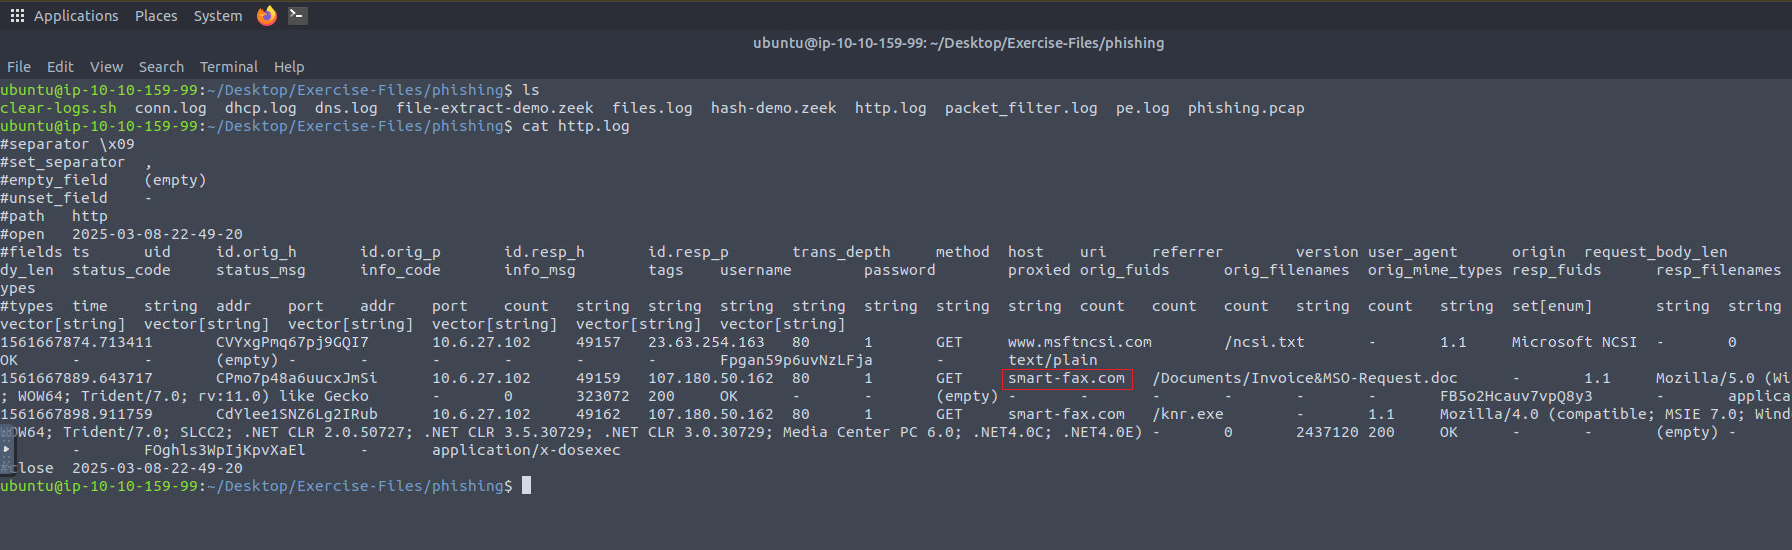 Applications Places System
ubuntu@ip-10-10-159-99: ~/Desktop/Exercise-Files/phishing
File Edit View Search Terminal Help
ubuntu@ip-10-10-159-99:~/Desktop/Exercise-Files/phishing$ ls
clear-logs.sh conn.log dhcp.log dns.log file-extract-demo.zeek files.log hash-demo.zeek http.log packet_filter.log pe.log phishing.pcap
ubuntu@ip-10-10-159-99:~/Desktop/Exercise-Files/phishing$ cat http.log
#separator \x09
#set_separator ,
#empty_field (empty)
#unset_field -
#path http
#open 2025-03-08-22-49-20
#fields ts uid id.orig_h id.orig_p id.resp_h id.resp_p trans_depth method host uri referrer version user_agent origin request_body_len
dy_len status_code status_msg info_code info_msg tags username password proxied orig_fuids orig_filenames orig_mime_types resp_fuids resp_filenames
ypes
#types time string addr port addr port count string string string string string string string count count count string count string set[enum] string string
vector[string] vector[string] vector[string] vector[string] vector[string] vector[string]
1561667874.713411 CVYxgPmq67pj9GQI7 10.6.27.102 49157 23.63.254.163 80 1 GET www.msftncsi.com /ncsi.txt - 1.1 Microsoft NCSI - 0
OK - - (empty) - - - - - - Fpgan59p6uvNzLFja - text/plain
1561667889.643717 CPmo7p48a6uucxJmSi 10.6.27.102 49159 107.180.50.162 80 1 GET smart-fax.com /Documents/Invoice&MSO-Request.doc - 1.1 Mozilla/5.0 (Wi
; WOW64; Trident/7.0; rv:11.0) like Gecko - 0 323072 200 OK - - (empty) - - - - - - FB5o2Hcauv7vpQ8y3 - applica
1561667898.911759 CdYlee1SNZ6Lg2IRub 10.6.27.102 49162 107.180.50.162 80 1 GET smart-fax.com /knr.exe - 1.1 Mozilla/4.0 (compatible; MSIE 7.0; Wind
OW64; Trident/7.0; SLCC2; .NET CLR 2.0.50727; .NET CLR 3.5.30729; .NET CLR 3.0.30729; Media Center PC 6.0; .NET4.0C; .NET4.0E) - 0 2437120 200 OK - - (empty) -
- FOghls3WpIjKpvXaEl - application/x-dosexec
#close 2025-03-08-22-49-20
ubuntu@ip-10-10-159-99:~/Desktop/Exercise-Files/phishing$